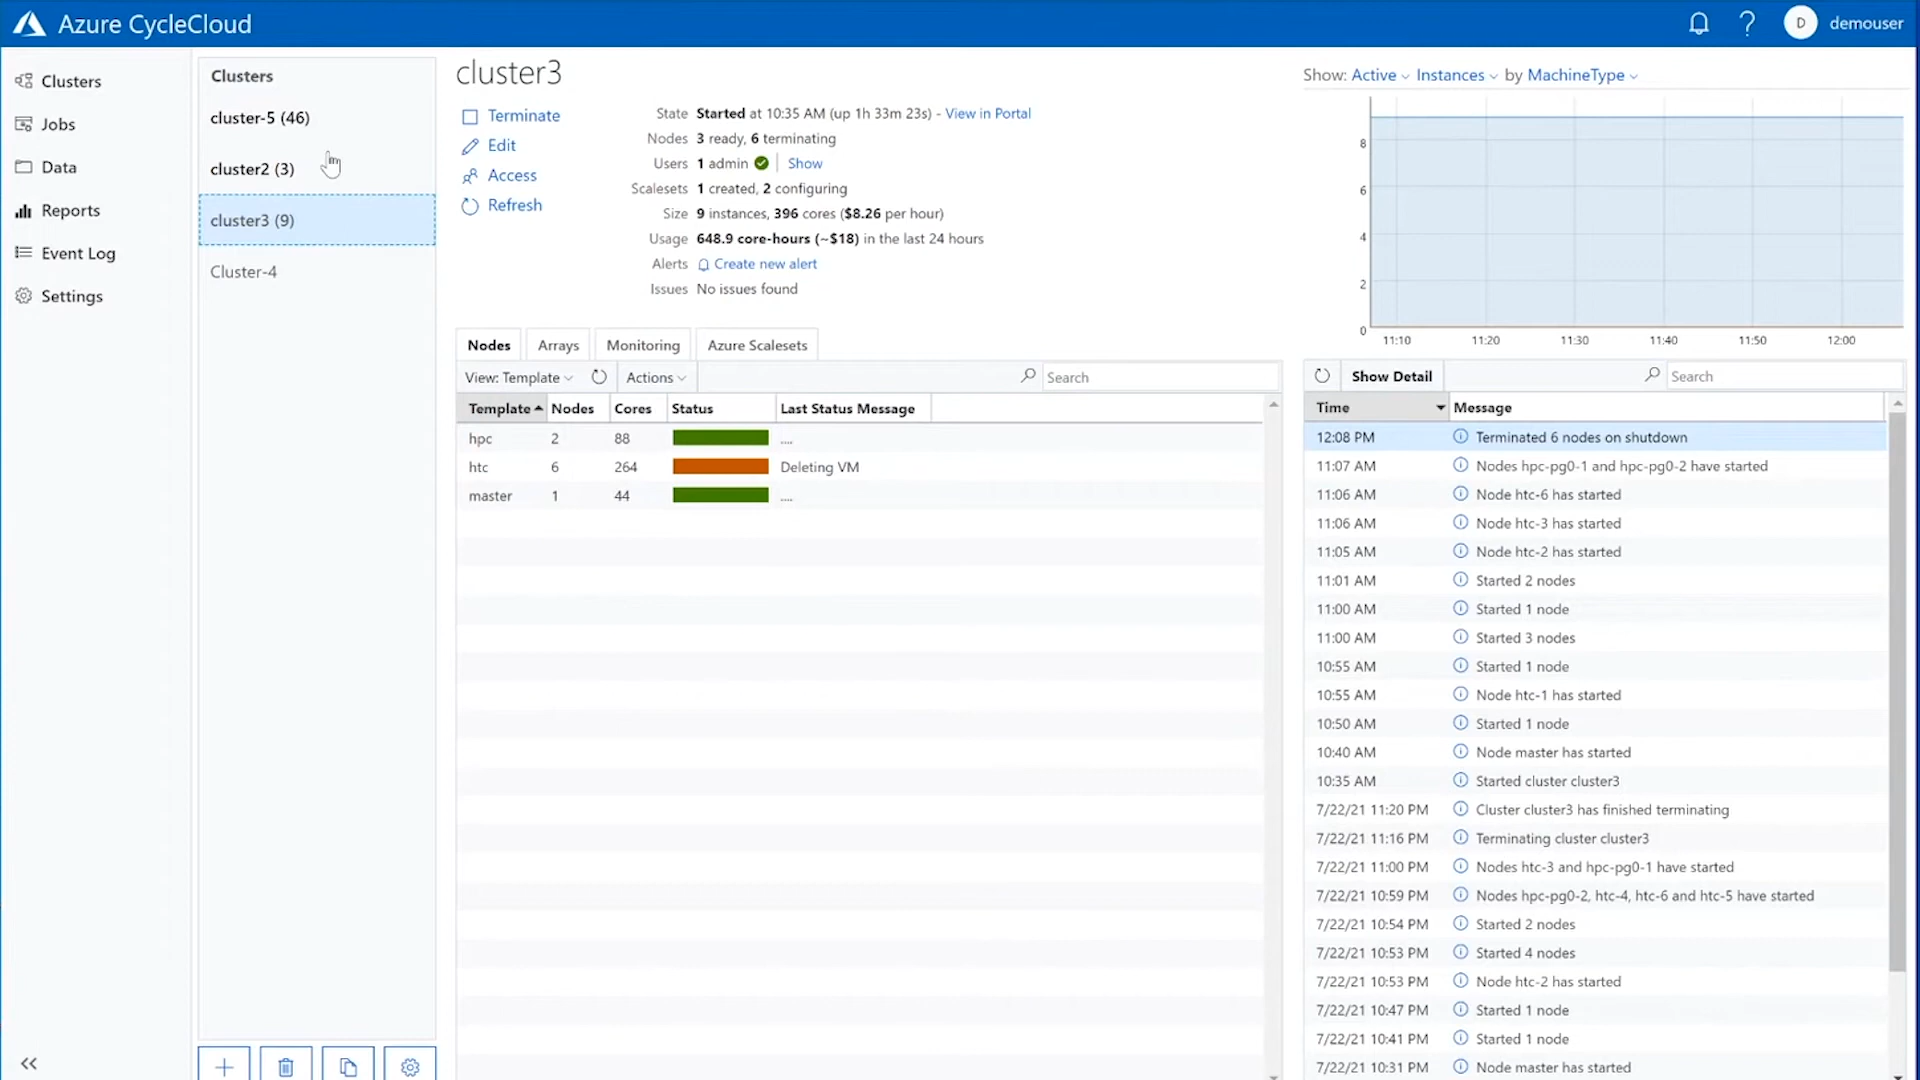 Azure CycleCloud
D
demouser
Clusters
Jobs
Data
Reports
Event Log
Settings
Clusters
cluster-5 (46)
cluster2 (3)
cluster3 (9)
Cluster-4
cluster3
Terminate
Edit
Access
Refresh
State Started at 10:35 AM (up 1h 33m 23s) - View in Portal
Nodes 3 ready, 6 terminating
Users 1 admin Show
Scalesets 1 created, 2 configuring
Size 9 instances, 396 cores ($8.26 per hour)
Usage 648.9 core-hours (~$18) in the last 24 hours
Alerts Create new alert
Issues No issues found
Nodes Arrays Monitoring Azure Scalesets
View: Template Actions Search
Template Nodes Cores Status Last Status Message
hpc 2 88 ....
htc 6 264 Deleting VM
master 1 44 ....
Show: Active Instances by MachineType
8
6
4
2
0
11:10 11:20 11:30 11:40 11:50 12:00
Show Detail Search
Time Message
12:08 PM Terminated 6 nodes on shutdown
11:07 AM Nodes hpc-pg0-1 and hpc-pg0-2 have started
11:06 AM Node htc-6 has started
11:06 AM Node htc-3 has started
11:05 AM Node htc-2 has started
11:01 AM Started 2 nodes
11:00 AM Started 1 node
11:00 AM Started 3 nodes
10:55 AM Started 1 node
10:55 AM Node htc-1 has started
10:50 AM Started 1 node
10:40 AM Node master has started
10:35 AM Started cluster cluster3
7/22/21 11:20 PM Cluster cluster3 has finished terminating
7/22/21 11:16 PM Terminating cluster cluster3
7/22/21 11:00 PM Nodes htc-3 and hpc-pg0-1 have started
7/22/21 10:59 PM Nodes hpc-pg0-2, htc-4, htc-6 and htc-5 have started
7/22/21 10:54 PM Started 2 nodes
7/22/21 10:53 PM Started 4 nodes
7/22/21 10:53 PM Node htc-2 has started
7/22/21 10:47 PM Started 1 node
7/22/21 10:41 PM Started 1 node
7/22/21 10:31 PM Node master has started